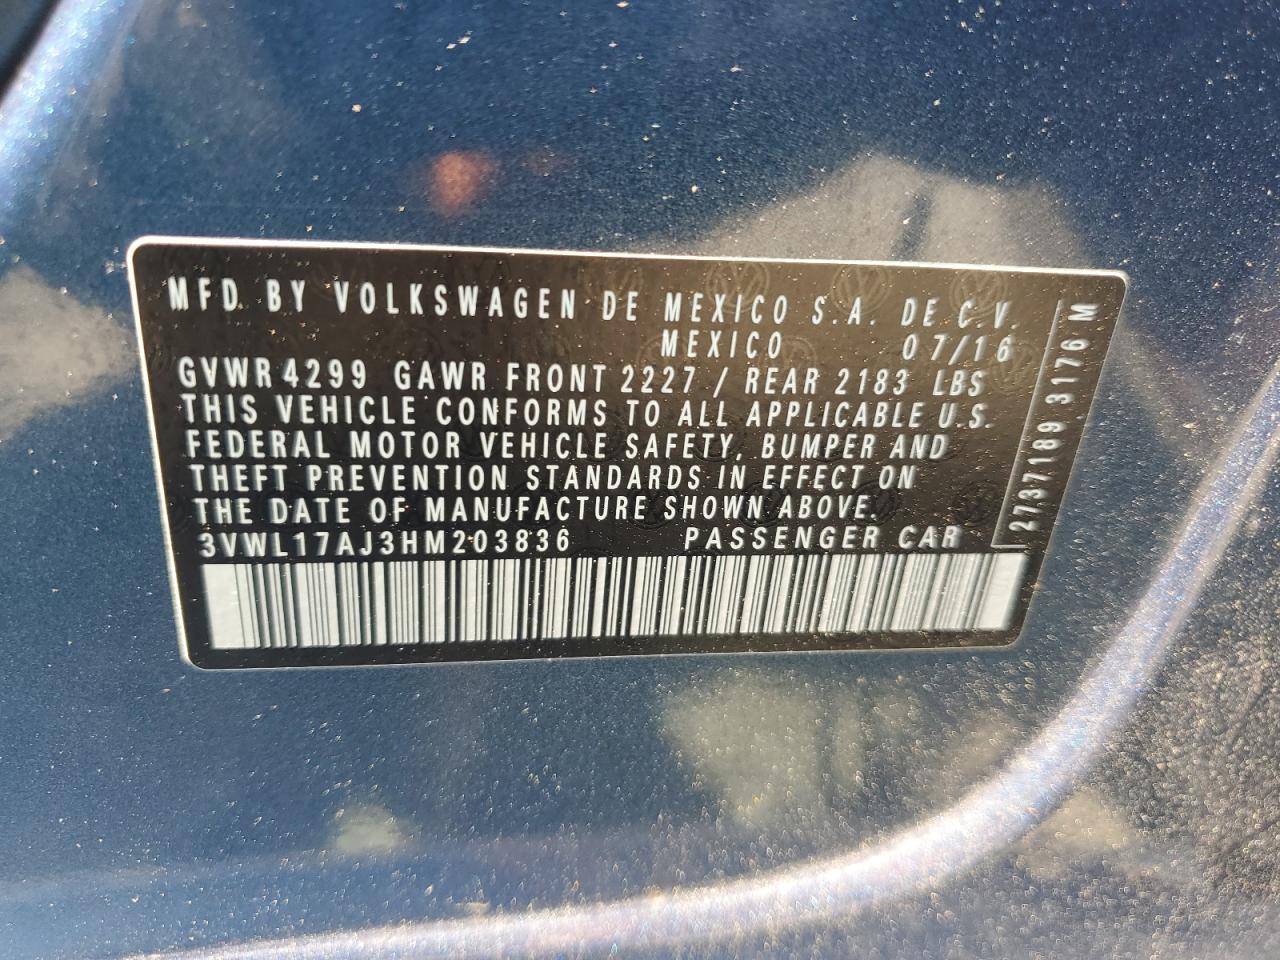 MFD. BY VOLKSWAGEN DE MEXICO S.A. DE C.V.
MEXICO 07/16
GVWR 4299 GAWR FRONT 2227 / REAR 2183 LBS
THIS VEHICLE CONFORMS TO ALL APPLICABLE U.S.
FEDERAL MOTOR VEHICLE SAFETY, BUMPER AND
THEFT PREVENTION STANDARDS IN EFFECT ON
THE DATE OF MANUFACTURE SHOWN ABOVE.
3VWL17AJ3HM203836 PASSENGER CAR
2737189 3176 M